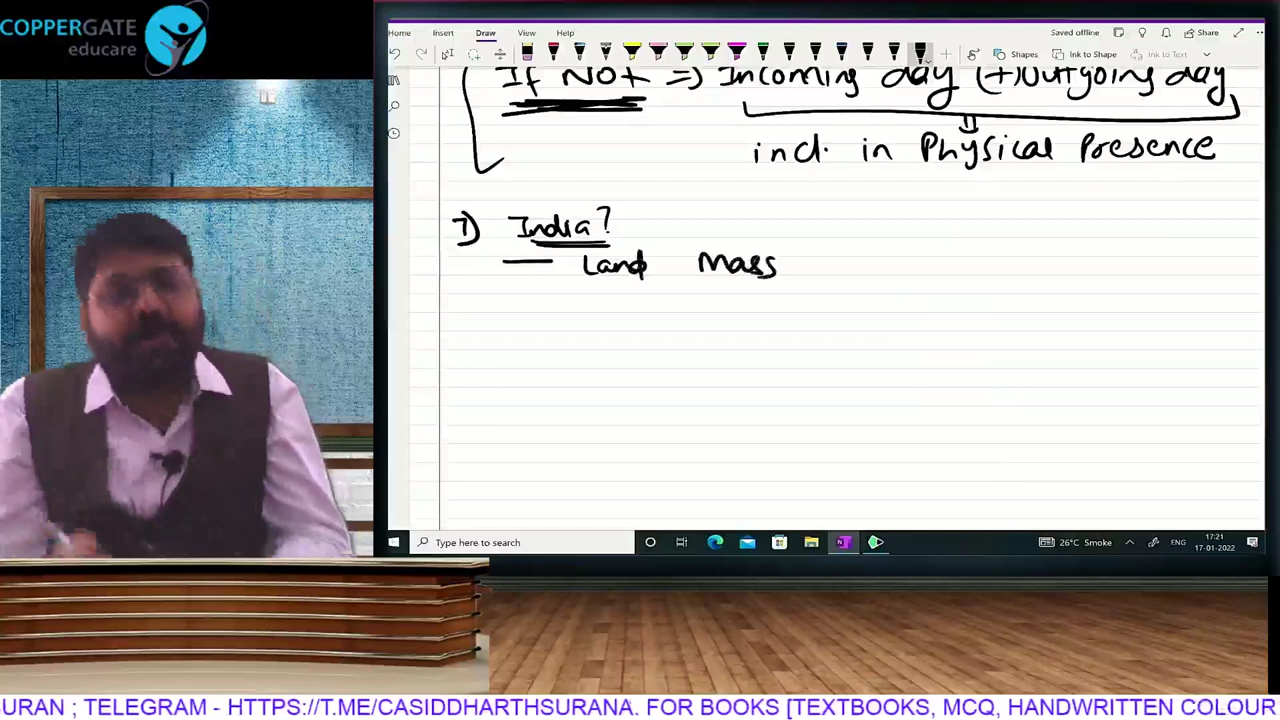 COPPERGATE
educare
Home Insert Draw View Help
Saved offline
Share
Shapes
Ink to Shape
Ink to Text
If Not => Incoming day (+) Outgoing day
incl. in Physical Presence
I) India?
— Land Mass
Type here to search
26°C Smoke
ENG
17:21
17-01-2022
SURAN ; TELEGRAM - HTTPS://T.ME/CASIDDHARTHSURANA. FOR BOOKS [TEXTBOOKS, MCQ, HANDWRITTEN COLOUR